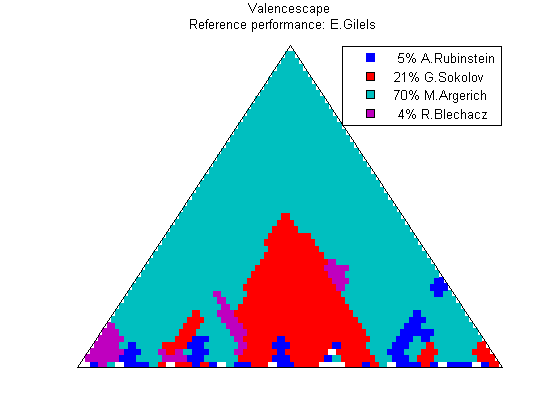 Valencescape
Reference performance: E.Gilels
5% A.Rubinstein
21% G.Sokolov
70% M.Argerich
4% R.Blechacz